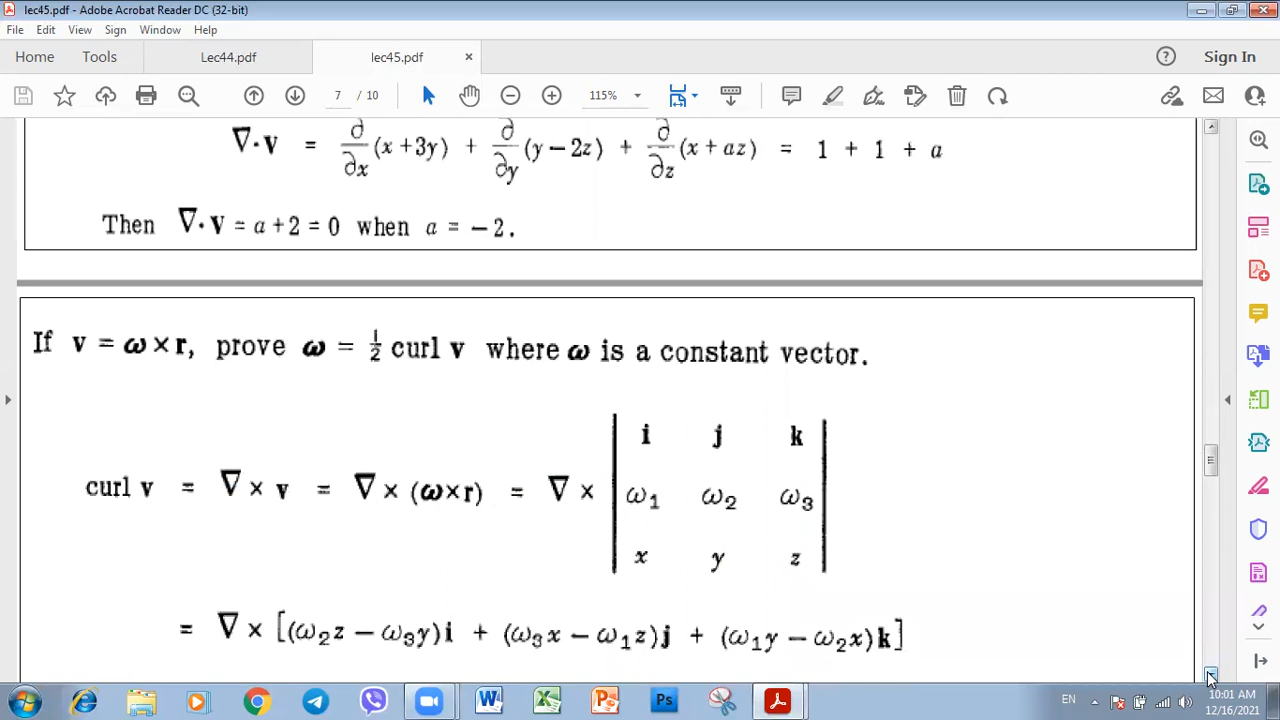 lec45.pdf - Adobe Acrobat Reader DC (32-bit)
File Edit View Sign Window Help
Home Tools Lec44.pdf lec45.pdf × Sign In
7 / 10 115%
∇·v = ∂/∂x (x+3y) + ∂/∂y (y−2z) + ∂/∂z (x+az) = 1 + 1 + a
Then ∇·v = a+2 = 0 when a = −2.
If v = ω×r, prove ω = ½ curl v where ω is a constant vector.
i j k
curl v = ∇×v = ∇×(ω×r) = ∇× | ω₁ ω₂ ω₃ |
x y z
= ∇× [(ω₂z − ω₃y)i + (ω₃x − ω₁z)j + (ω₁y − ω₂x)k]
W X P Ps
EN 10:01 AM
12/16/2021